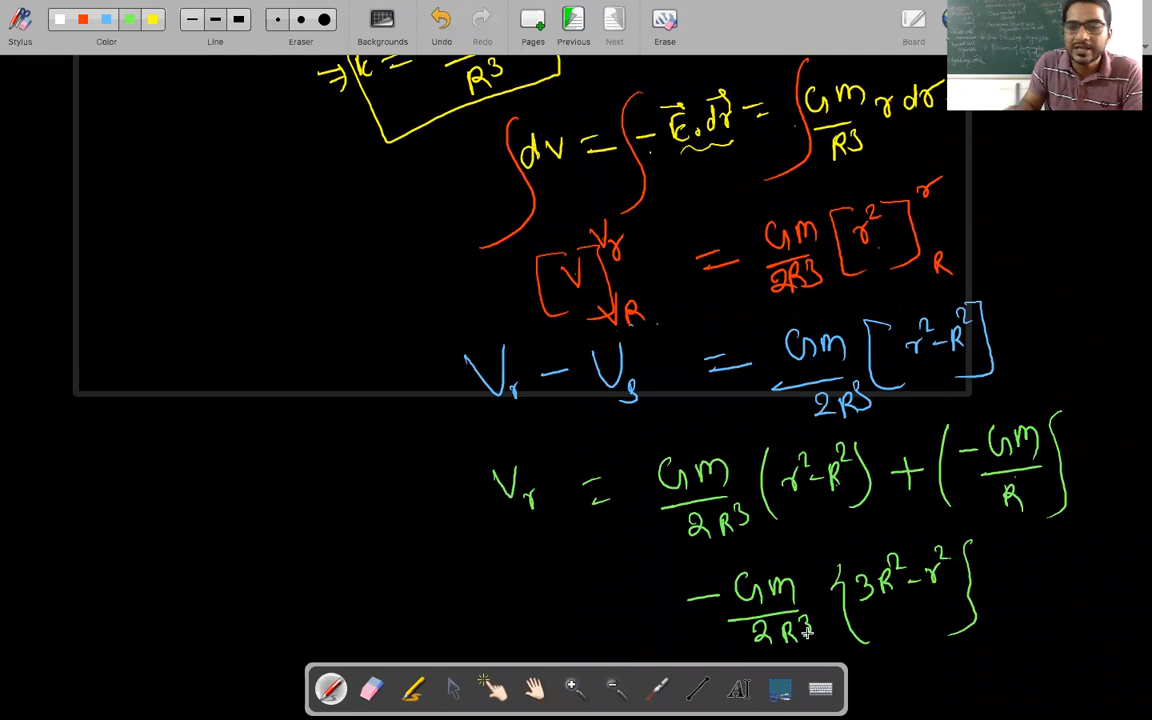 Stylus Color Line Eraser Backgrounds Undo Redo Pages Previous Next Erase Board
⇒ k = R³
∫dv = ∫ - E⃗.dr⃗ = ∫ GM/R³ r dr
[V] Vr VR = GM/2R³ [r²] r R
Vr - Vs = GM/2R³ [r² - R²]
Vr = GM/2R³ (r² - R²) + (-GM/R)
- GM/2R³ {3R² - r²}